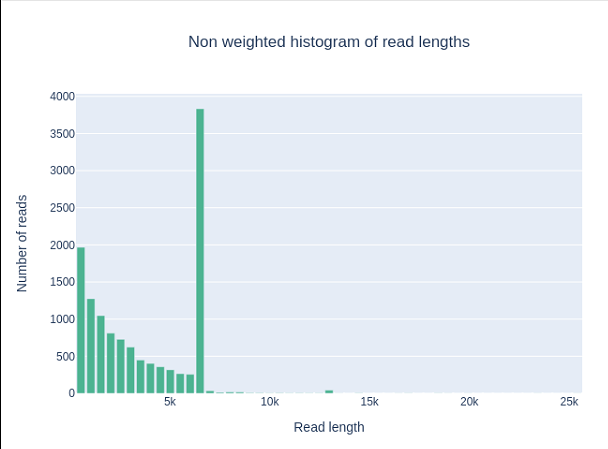 Non weighted histogram of read lengths
4000
3500
3000
2500
2000
1500
1000
500
0
5k
10k
15k
20k
25k
Number of reads
Read length